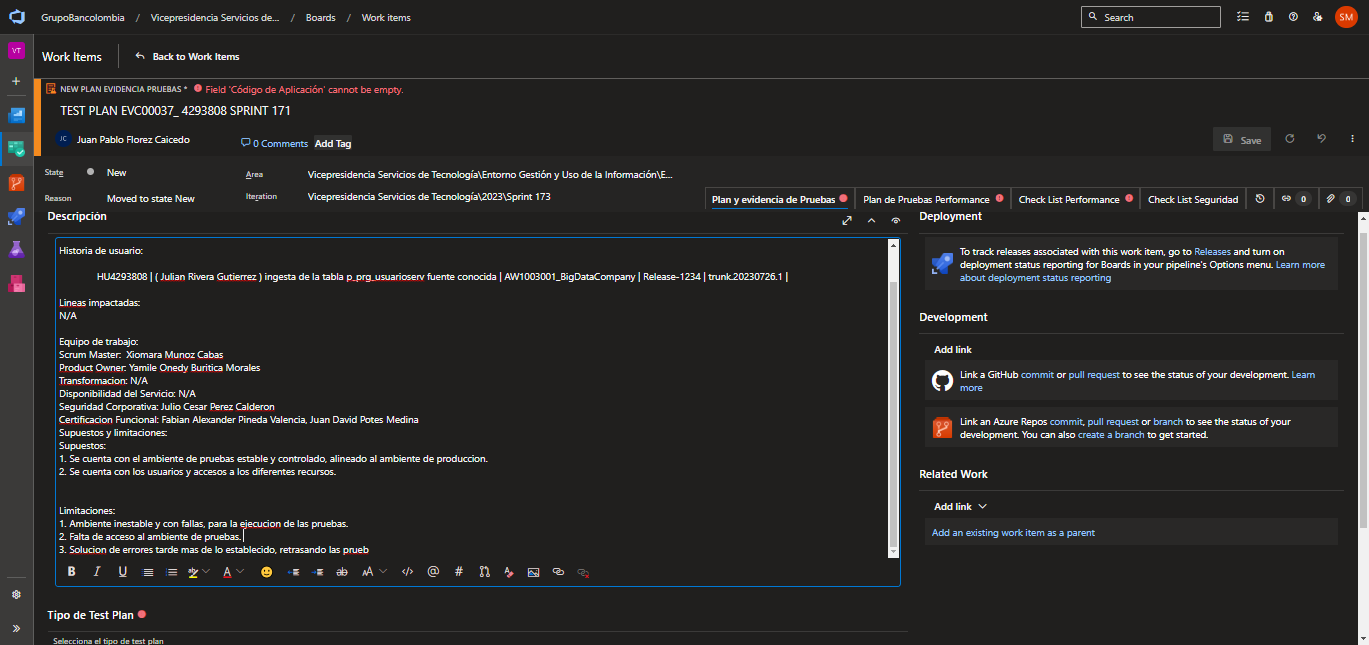 GrupoBancolombia / Vicepresidencia Servicios de... / Boards / Work items
Search
SM
VT
Work Items
Back to Work Items
NEW PLAN EVIDENCIA PRUEBAS * Field 'Código de Aplicación' cannot be empty.
TEST PLAN EVC00037_ 4293808 SPRINT 171
JC Juan Pablo Florez Caicedo
0 Comments Add Tag
Save
State New
Area Vicepresidencia Servicios de Tecnología\Entorno Gestión y Uso de la Información\E...
Reason Moved to state New
Iteration Vicepresidencia Servicios de Tecnología\2023\Sprint 173
Plan y evidencia de Pruebas Plan de Pruebas Performance Check List Performance Check List Seguridad 0 0
Descripción
Historia de usuario:
HU4293808 | ( Julian Rivera Gutierrez ) ingesta de la tabla p_prg_usuarioserv fuente conocida | AW1003001_BigDataCompany | Release-1234 | trunk.20230726.1 |
Lineas impactadas:
N/A
Equipo de trabajo:
Scrum Master: Xiomara Munoz Cabas
Product Owner: Yamile Onedy Buritica Morales
Transformacion: N/A
Disponibilidad del Servicio: N/A
Seguridad Corporativa: Julio Cesar Perez Calderon
Certificacion Funcional: Fabian Alexander Pineda Valencia, Juan David Potes Medina
Supuestos y limitaciones:
Supuestos:
1. Se cuenta con el ambiente de pruebas estable y controlado, alineado al ambiente de produccion.
2. Se cuenta con los usuarios y accesos a los diferentes recursos.
Limitaciones:
1. Ambiente inestable y con fallas, para la ejecucion de las pruebas.
2. Falta de acceso al ambiente de pruebas.
3. Solucion de errores tarde mas de lo establecido, retrasando las prueb
B I U ab A ab AA </> @ # A
Tipo de Test Plan
Selecciona el tipo de test plan
Deployment
To track releases associated with this work item, go to Releases and turn on
deployment status reporting for Boards in your pipeline's Options menu. Learn more
about deployment status reporting
Development
Add link
Link a GitHub commit or pull request to see the status of your development. Learn
more
Link an Azure Repos commit, pull request or branch to see the status of your
development. You can also create a branch to get started.
Related Work
Add link
Add an existing work item as a parent